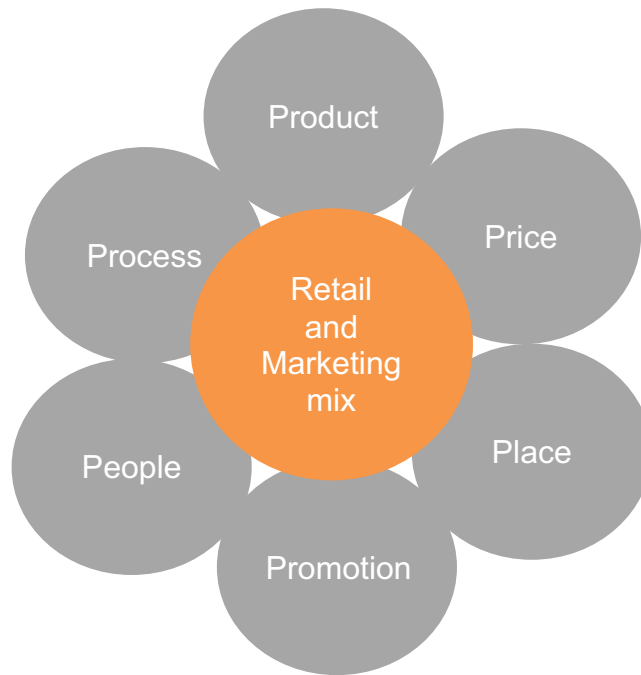 Product
Price
Process
Retail
and
Marketing
mix
Place
People
Promotion